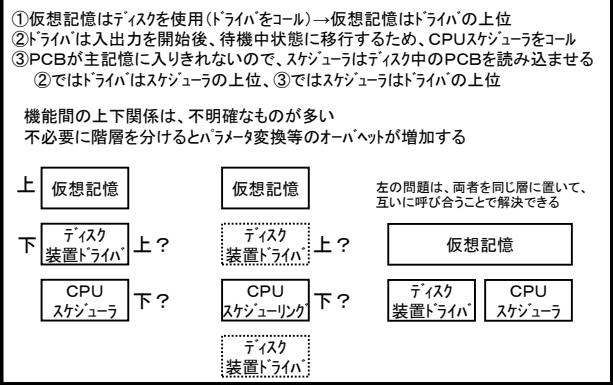 ①仮想記憶はﾃﾞｨｽｸを使用(ﾄﾞﾗｲﾊﾞをｺｰﾙ)→仮想記憶はﾄﾞﾗｲﾊﾞの上位
②ﾄﾞﾗｲﾊﾞは入出力を開始後、待機中状態に移行するため、CPUｽｹｼﾞｭｰﾗをｺｰﾙ
③PCBが主記憶に入りきれないので、ｽｹｼﾞｭｰﾗはﾃﾞｨｽｸ中のPCBを読み込ませる
②ではﾄﾞﾗｲﾊﾞはｽｹｼﾞｭｰﾗの上位、③ではｽｹｼﾞｭｰﾗはﾄﾞﾗｲﾊﾞの上位
機能間の上下関係は、不明確なものが多い
不必要に階層を分けるとﾊﾟﾗﾒｰﾀ変換等のｵｰﾊﾞﾍｯﾄが増加する
上 仮想記憶
下 ﾃﾞｨｽｸ
装置ﾄﾞﾗｲﾊﾞ 上？
CPU
ｽｹｼﾞｭｰﾗ 下？
仮想記憶
ﾃﾞｨｽｸ
装置ﾄﾞﾗｲﾊﾞ 上？
CPU
ｽｹｼﾞｭｰﾘﾝｸﾞ 下？
ﾃﾞｨｽｸ
装置ﾄﾞﾗｲﾊﾞ
左の問題は、両者を同じ層に置いて、
互いに呼び合うことで解決できる
仮想記憶
ﾃﾞｨｽｸ
装置ﾄﾞﾗｲﾊﾞ
CPU
ｽｹｼﾞｭｰﾗ